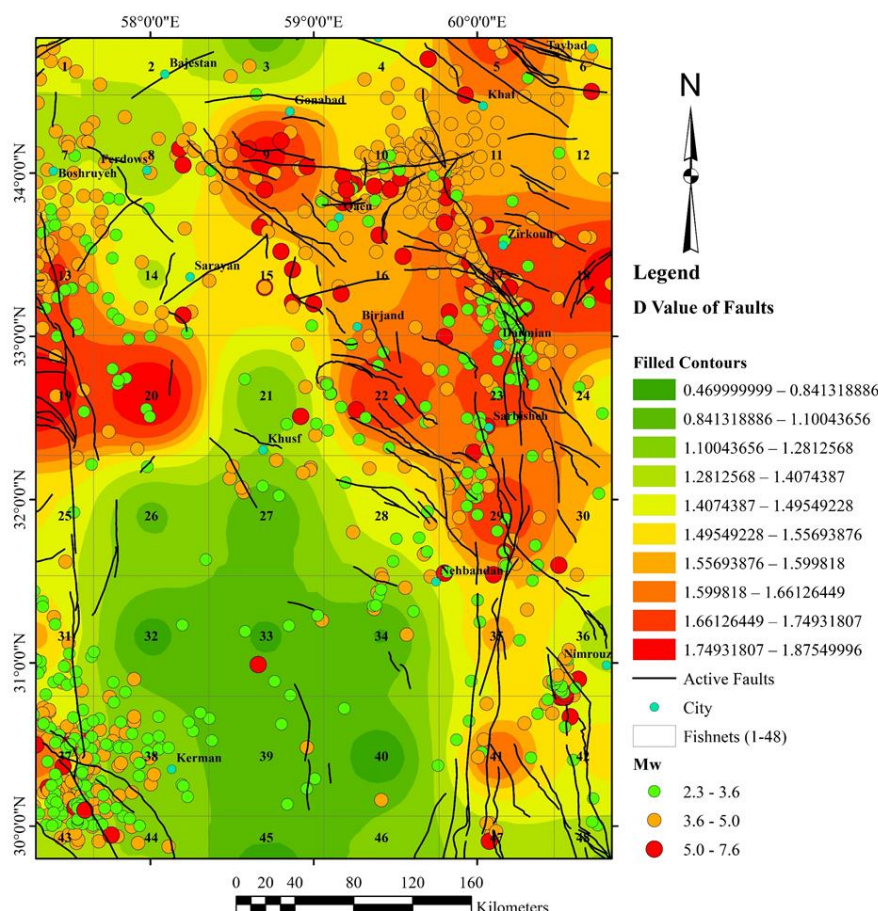 58°0'0"E 59°0'0"E 60°0'0"E
Taybad
1 2 3 4 5 6
Bajestan
Khaf
Gonabad
7 8 9 10 11 12
Ferdows
Boshruyeh
Qaen
Zirkouh
13 14 15 16 17 18
Sarayan
Birjand
Darmian
19 20 21 22 23 24
Sarbisheh
Khusf
25 26 27 28 29 30
Nehbandan
31 32 33 34 35 36
Nimrouz
37 38 39 40 41 42
Kerman
43 44 45 46 47 48
34°0'0"N
33°0'0"N
32°0'0"N
31°0'0"N
30°0'0"N
0 20 40 80 120 160
Kilometers
N
Legend
D Value of Faults
Filled Contours
0.469999999 – 0.841318886
0.841318886 – 1.10043656
1.10043656 – 1.2812568
1.2812568 – 1.4074387
1.4074387 – 1.49549228
1.49549228 – 1.55693876
1.55693876 – 1.599818
1.599818 – 1.66126449
1.66126449 – 1.74931807
1.74931807 – 1.87549996
Active Faults
City
Fishnets (1-48)
Mw
2.3 - 3.6
3.6 - 5.0
5.0 - 7.6